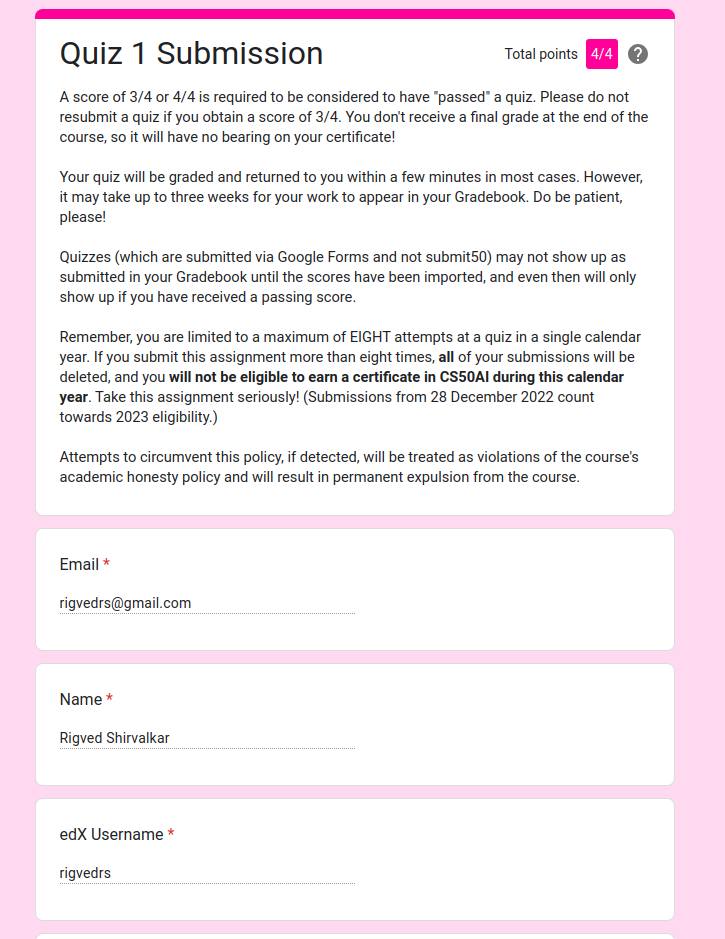 Quiz 1 Submission
Total points 4/4 ?
A score of 3/4 or 4/4 is required to be considered to have "passed" a quiz. Please do not
resubmit a quiz if you obtain a score of 3/4. You don't receive a final grade at the end of the
course, so it will have no bearing on your certificate!
Your quiz will be graded and returned to you within a few minutes in most cases. However,
it may take up to three weeks for your work to appear in your Gradebook. Do be patient,
please!
Quizzes (which are submitted via Google Forms and not submit50) may not show up as
submitted in your Gradebook until the scores have been imported, and even then will only
show up if you have received a passing score.
Remember, you are limited to a maximum of EIGHT attempts at a quiz in a single calendar
year. If you submit this assignment more than eight times, all of your submissions will be
deleted, and you will not be eligible to earn a certificate in CS50AI during this calendar
year. Take this assignment seriously! (Submissions from 28 December 2022 count
towards 2023 eligibility.)
Attempts to circumvent this policy, if detected, will be treated as violations of the course's
academic honesty policy and will result in permanent expulsion from the course.
Email *
rigvedrs@gmail.com
Name *
Rigved Shirvalkar
edX Username *
rigvedrs